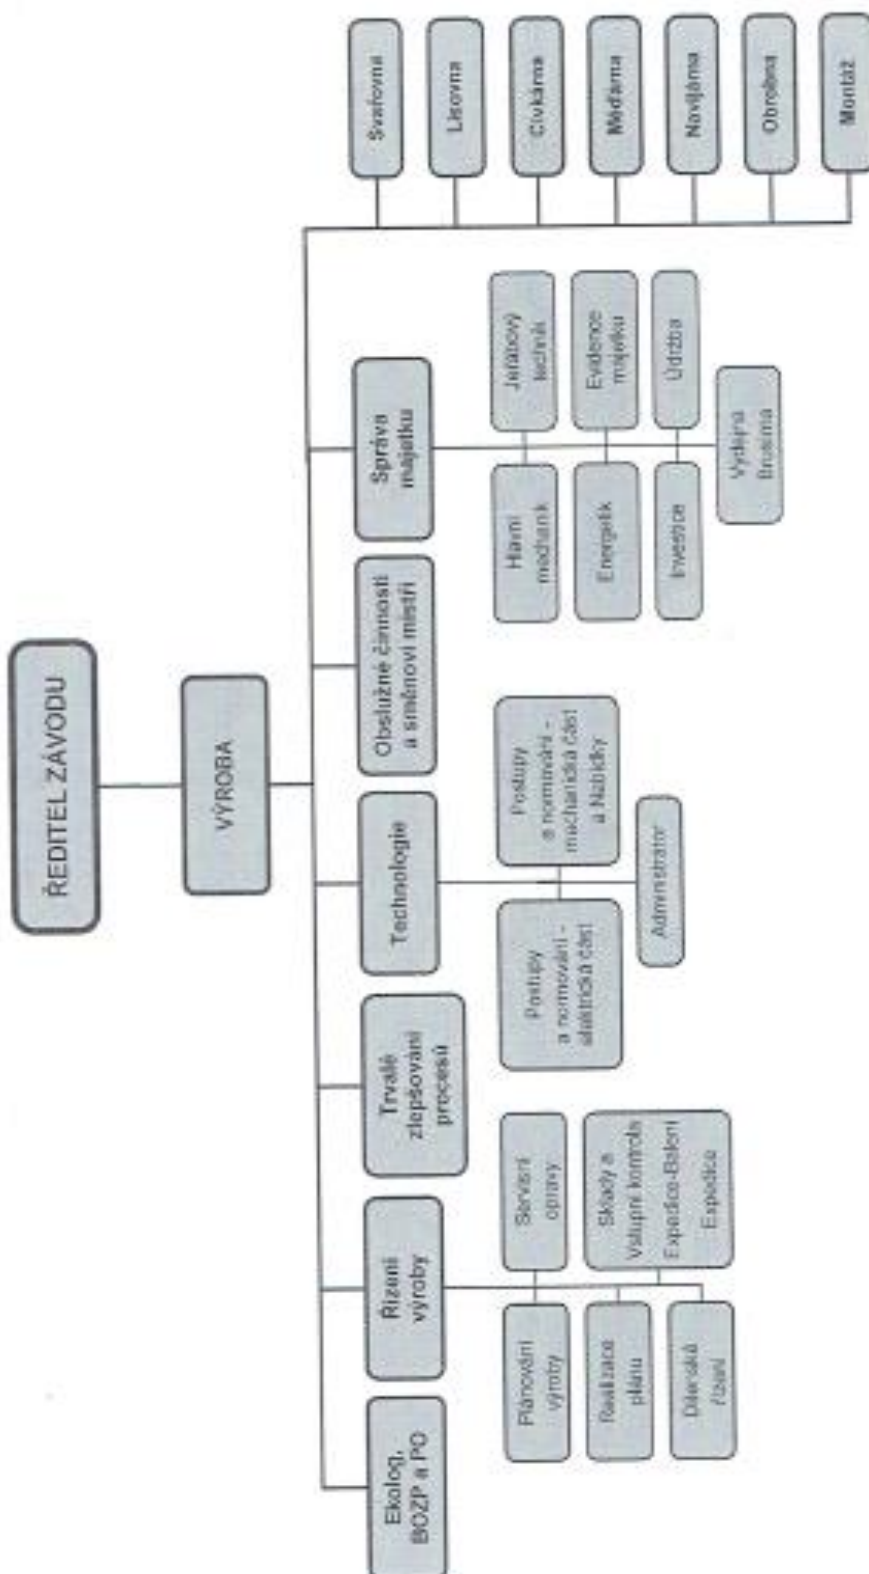 ŘEDITEL ZÁVODU
VÝROBA
Ekolog,
BOZP a PO
Řízení
výroby
Trvalé
zlepšování
procesů
Technologie
Obslužné činnosti
a směnoví mistři
Správa
majetku
Plánování
výroby
Servisní
opravy
Realizace
plánu
Sklady a
Vstupní kontrola
Expedice-Balení
Expedice
Dílenské
řízení
Postupy
a normování -
elektrická část
Postupy
a normování -
mechanická část
a Nabídky
Administrátor
Hlavní
mechanik
Jeřábový
technik
Energetik
Evidence
majetku
Investice
Údržba
Výdejna
Brusírna
Svařovna
Lisovna
Cívkárna
Měďárna
Navíjárna
Obrobna
Montáž